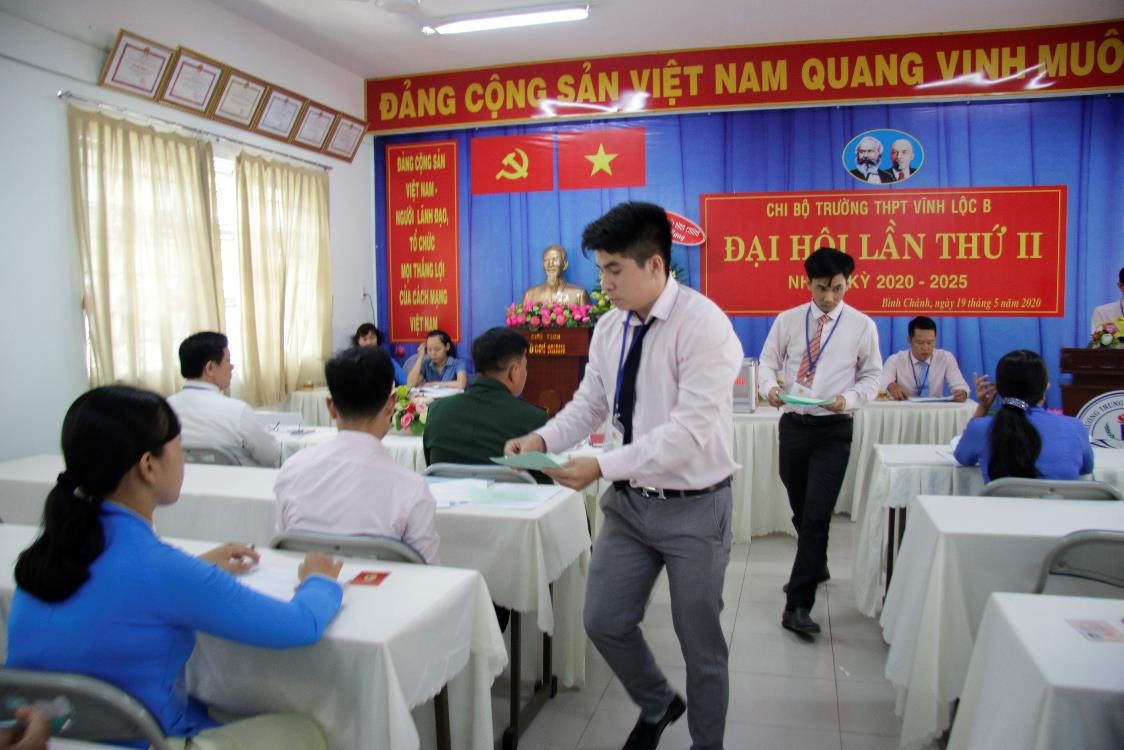 ĐẢNG CỘNG SẢN VIỆT NAM QUANG VINH MUÔ
ĐẢNG CỘNG SẢN
VIỆT NAM -
NGƯỜI LÃNH ĐẠO,
TỔ CHỨC
MỌI THẮNG LỢI
CỦA CÁCH MẠNG
VIỆT NAM
CHI BỘ TRƯỜNG THPT VĨNH LỘC B
ĐẠI HỘI LẦN THỨ II
KỲ 2020 - 2025
Bình Chánh, ngày 19 tháng 5 năm 2020